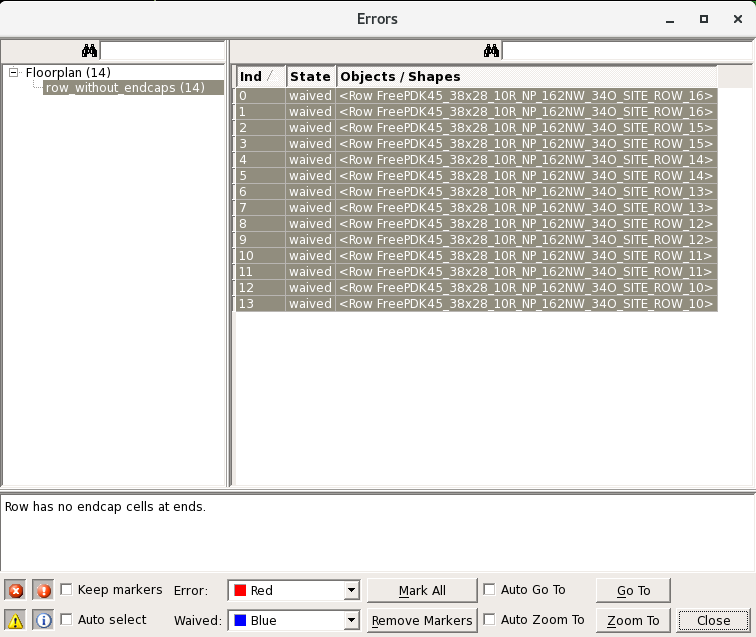 Errors
Floorplan (14)
row_without_endcaps (14)
Ind State Objects / Shapes
0 waived <Row FreePDK45_38x28_10R_NP_162NW_34O_SITE_ROW_16>
1 waived <Row FreePDK45_38x28_10R_NP_162NW_34O_SITE_ROW_16>
2 waived <Row FreePDK45_38x28_10R_NP_162NW_34O_SITE_ROW_15>
3 waived <Row FreePDK45_38x28_10R_NP_162NW_34O_SITE_ROW_15>
4 waived <Row FreePDK45_38x28_10R_NP_162NW_34O_SITE_ROW_14>
5 waived <Row FreePDK45_38x28_10R_NP_162NW_34O_SITE_ROW_14>
6 waived <Row FreePDK45_38x28_10R_NP_162NW_34O_SITE_ROW_13>
7 waived <Row FreePDK45_38x28_10R_NP_162NW_34O_SITE_ROW_13>
8 waived <Row FreePDK45_38x28_10R_NP_162NW_34O_SITE_ROW_12>
9 waived <Row FreePDK45_38x28_10R_NP_162NW_34O_SITE_ROW_12>
10 waived <Row FreePDK45_38x28_10R_NP_162NW_34O_SITE_ROW_11>
11 waived <Row FreePDK45_38x28_10R_NP_162NW_34O_SITE_ROW_11>
12 waived <Row FreePDK45_38x28_10R_NP_162NW_34O_SITE_ROW_10>
13 waived <Row FreePDK45_38x28_10R_NP_162NW_34O_SITE_ROW_10>
Row has no endcap cells at ends.
Keep markers Error: Red Mark All Auto Go To Go To
Auto select Waived: Blue Remove Markers Auto Zoom To Zoom To Close